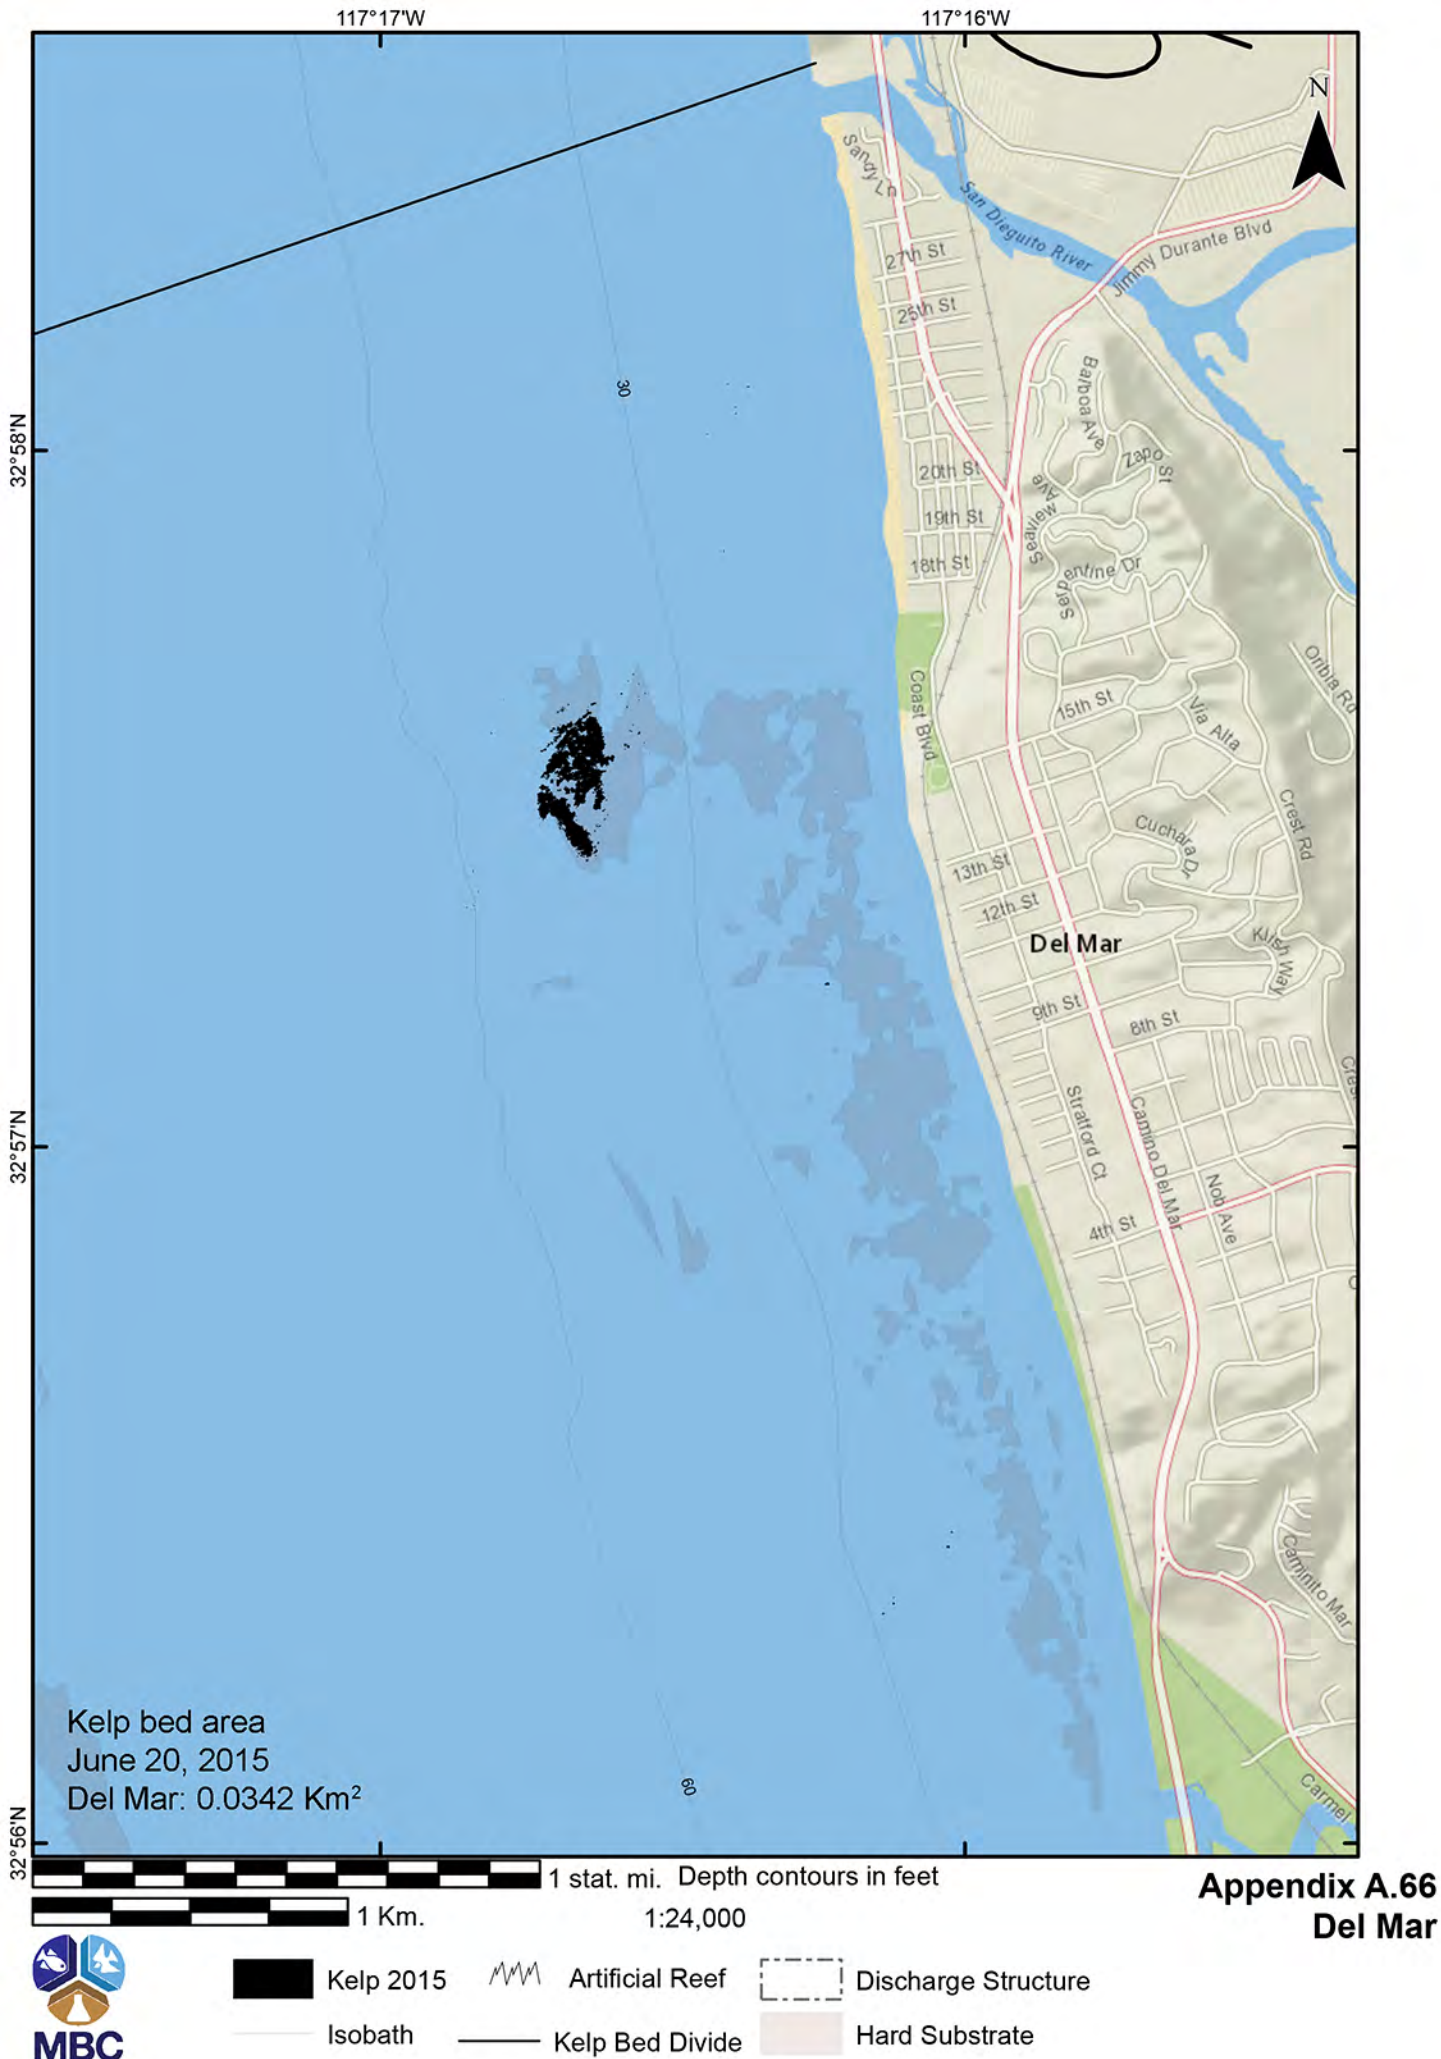 117°17'W
117°16'W
N
Sandy Ln
San Dieguito River
Jimmy Durante Blvd
27th St
25th St
30
Balboa Ave
32°58'N
20th St
Zapo St
Seaview Ave
19th St
18th St
Serpentine Dr
Oribia Rd
Coast Blvd
15th St
Via Alta
Crest Rd
Cuchara Dr
13th St
12th St
Del Mar
Klish Way
9th St
8th St
Cres
Stratford Ct
Camino Del Mar
32°57'N
Nob Ave
4th St
C
Caminito Mar
Kelp bed area
June 20, 2015
Del Mar: 0.0342 Km²
60
Carmel
32°56'N
1 stat. mi. Depth contours in feet
1 Km.
1:24,000
Appendix A.66
Del Mar
Kelp 2015
Artificial Reef
Discharge Structure
Isobath
Kelp Bed Divide
Hard Substrate
MBC